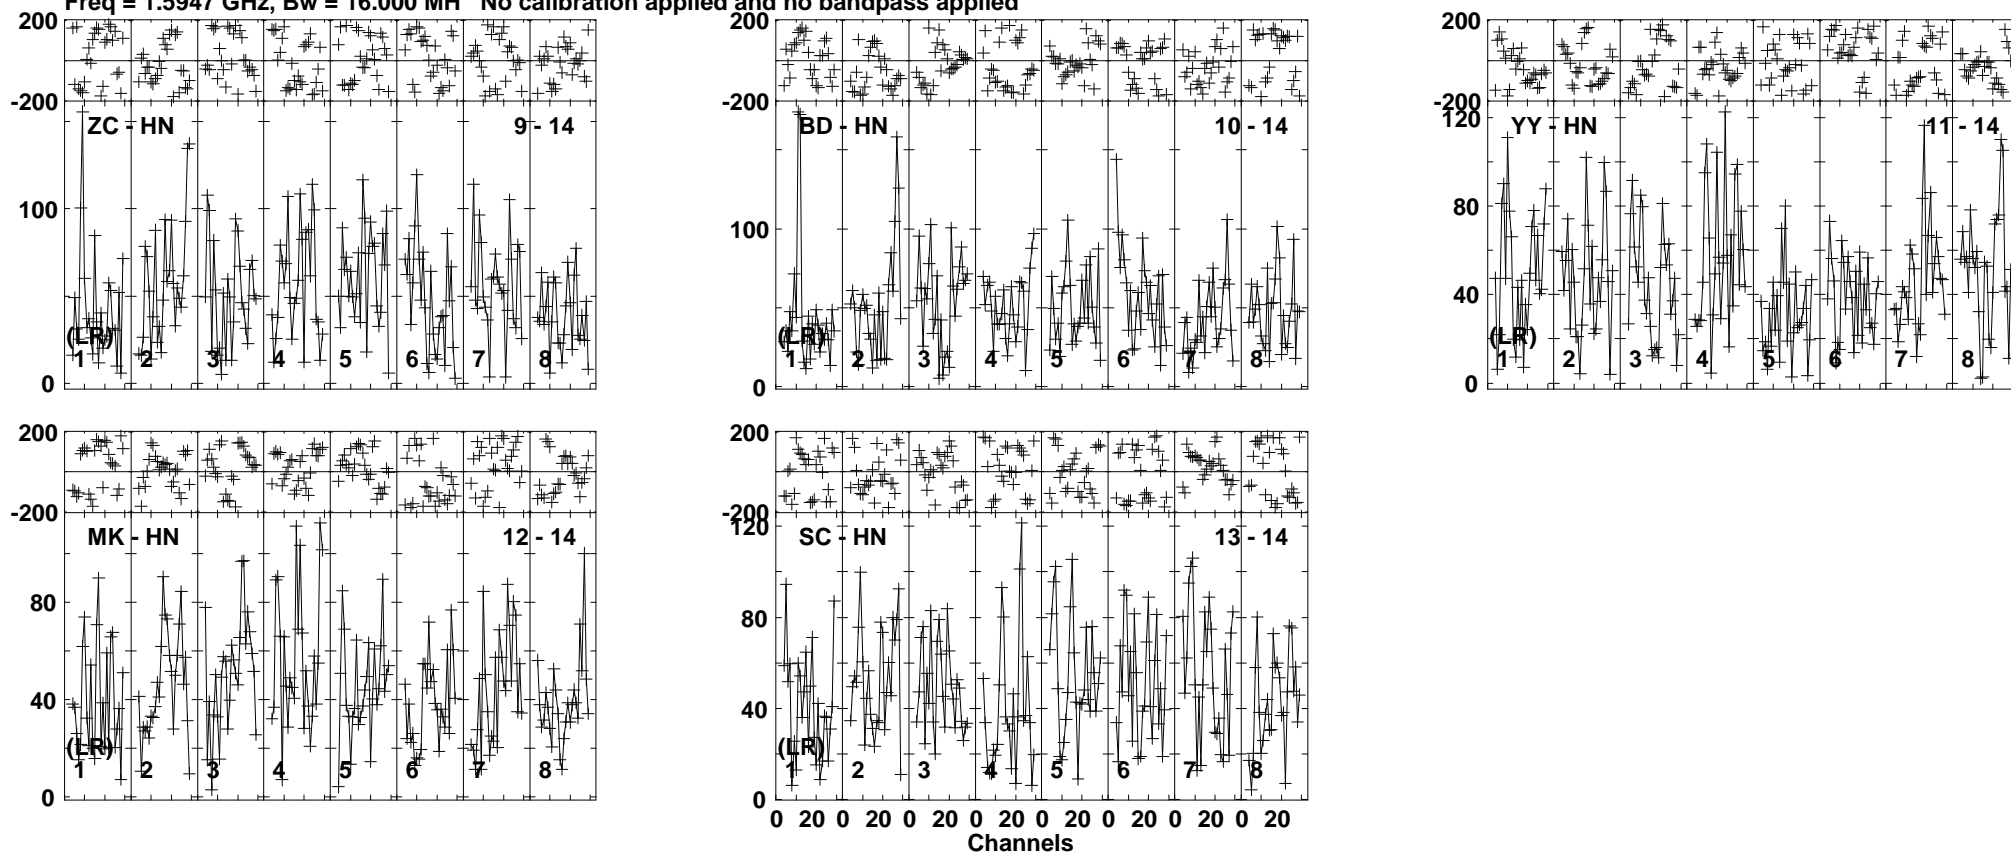 Freq = 1.5947 GHz, Bw = 16.000 MH No calibration applied and no bandpass applied
200
-200
ZC - HN
9 - 14
100
0
(LR)
1 2 3 4 5 6 7 8
200
-200
BD - HN
10 - 14
100
0
(LR)
1 2 3 4 5 6 7 8
200
-200
120
YY - HN
11 - 14
80
40
0
(LR)
1 2 3 4 5 6 7 8
200
-200
MK - HN
12 - 14
80
40
0
(LR)
1 2 3 4 5 6 7 8
200
-200
120
SC - HN
13 - 14
80
40
0
(LR)
1 2 3 4 5 6 7 8
0 20 0 20 0 20 0 20 0 20 0 20 0 20 0 20
Channels